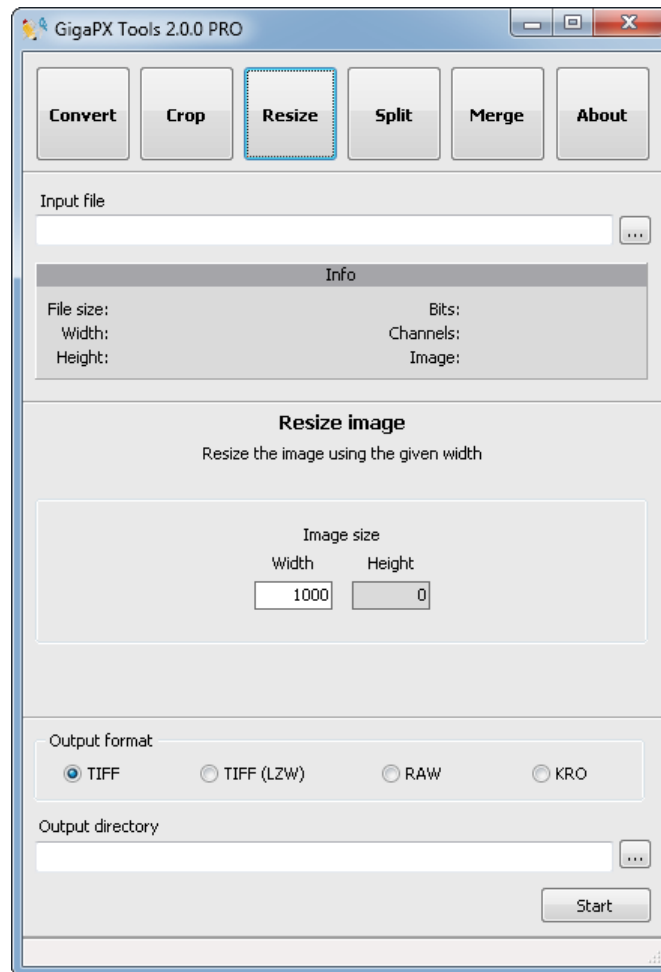 GigaPX Tools 2.0.0 PRO
Convert Crop Resize Split Merge About
Input file
...
Info
File size: Bits:
Width: Channels:
Height: Image:
Resize image
Resize the image using the given width
Image size
Width Height
1000 0
Output format
TIFF TIFF (LZW) RAW KRO
Output directory
...
Start